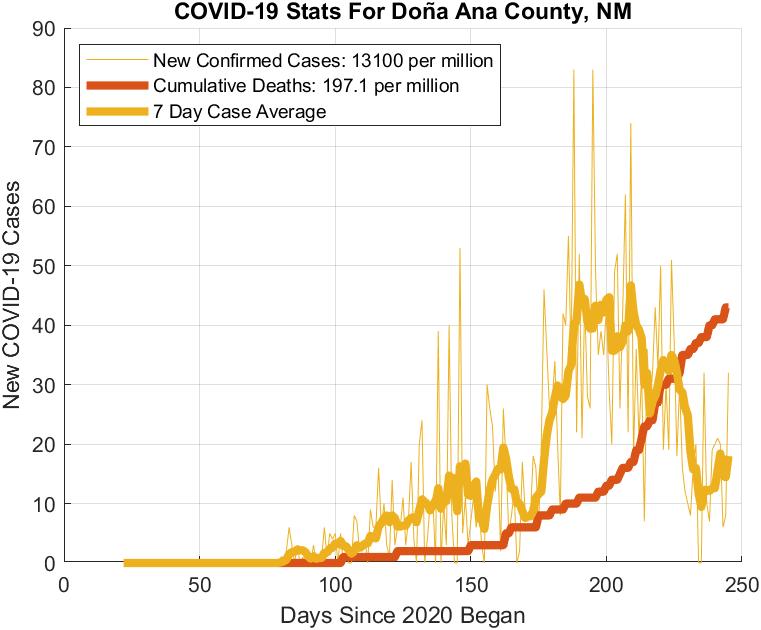 COVID-19 Stats For Doña Ana County, NM
New Confirmed Cases: 13100 per million
Cumulative Deaths: 197.1 per million
7 Day Case Average
New COVID-19 Cases
90
80
70
60
50
40
30
20
10
0
0 50 100 150 200 250
Days Since 2020 Began